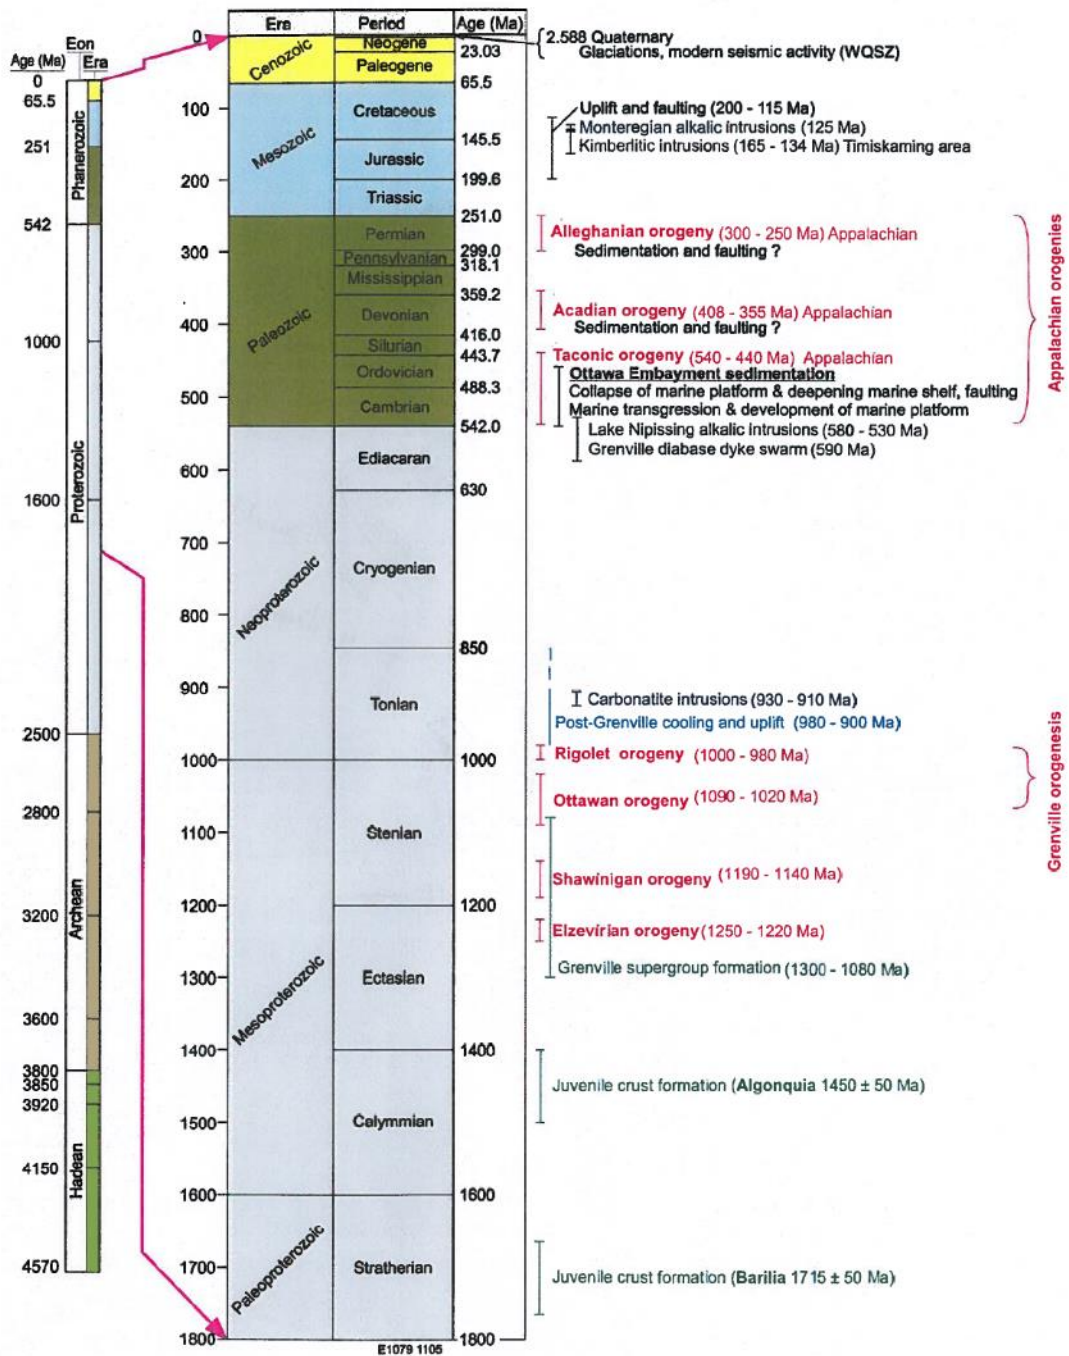 Eon
Age (Ma) Era
0
65.5
251
542
1000
1600
2500
2800
3200
3600
3800
3850
3920
4150
4570
Phanerozoic
Proterozoic
Archean
Hadean
Era Period Age (Ma)
0
100
200
300
400
500
600
700
800
900
1000
1100
1200
1300
1400
1500
1600
1700
1800
Cenozoic
Mesozoic
Paleozoic
Neoproterozoic
Mesoproterozoic
Paleoproterozoic
Neogene
Paleogene
Cretaceous
Jurassic
Triassic
Permian
Pennsylvanian
Mississippian
Devonian
Silurian
Ordovician
Cambrian
Ediacaran
Cryogenian
Tonian
Stenian
Ectasian
Calymmian
Stratherian
23.03
65.5
145.5
199.6
251.0
299.0
318.1
359.2
416.0
443.7
488.3
542.0
630
850
1000
1200
1400
1600
1800
2.588 Quaternary
Glaciations, modern seismic activity (WQSZ)
Uplift and faulting (200 - 115 Ma)
Monteregian alkalic intrusions (125 Ma)
Kimberlitic intrusions (165 - 134 Ma) Timiskaming area
Alleghanian orogeny (300 - 250 Ma) Appalachian
Sedimentation and faulting ?
Acadian orogeny (408 - 355 Ma) Appalachian
Sedimentation and faulting ?
Taconic orogeny (540 - 440 Ma) Appalachian
Ottawa Embayment sedimentation
Collapse of marine platform & deepening marine shelf, faulting
Marine transgression & development of marine platform
Lake Nipissing alkalic intrusions (580 - 530 Ma)
Grenville diabase dyke swarm (590 Ma)
Carbonatite intrusions (930 - 910 Ma)
Post-Grenville cooling and uplift (980 - 900 Ma)
Rigolet orogeny (1000 - 980 Ma)
Ottawan orogeny (1090 - 1020 Ma)
Shawinigan orogeny (1190 - 1140 Ma)
Elzevirian orogeny (1250 - 1220 Ma)
Grenville supergroup formation (1300 - 1080 Ma)
Juvenile crust formation (Algonquia 1450 ± 50 Ma)
Juvenile crust formation (Barilia 1715 ± 50 Ma)
Appalachian orogenies
Grenville orogenesis
E1079 1105